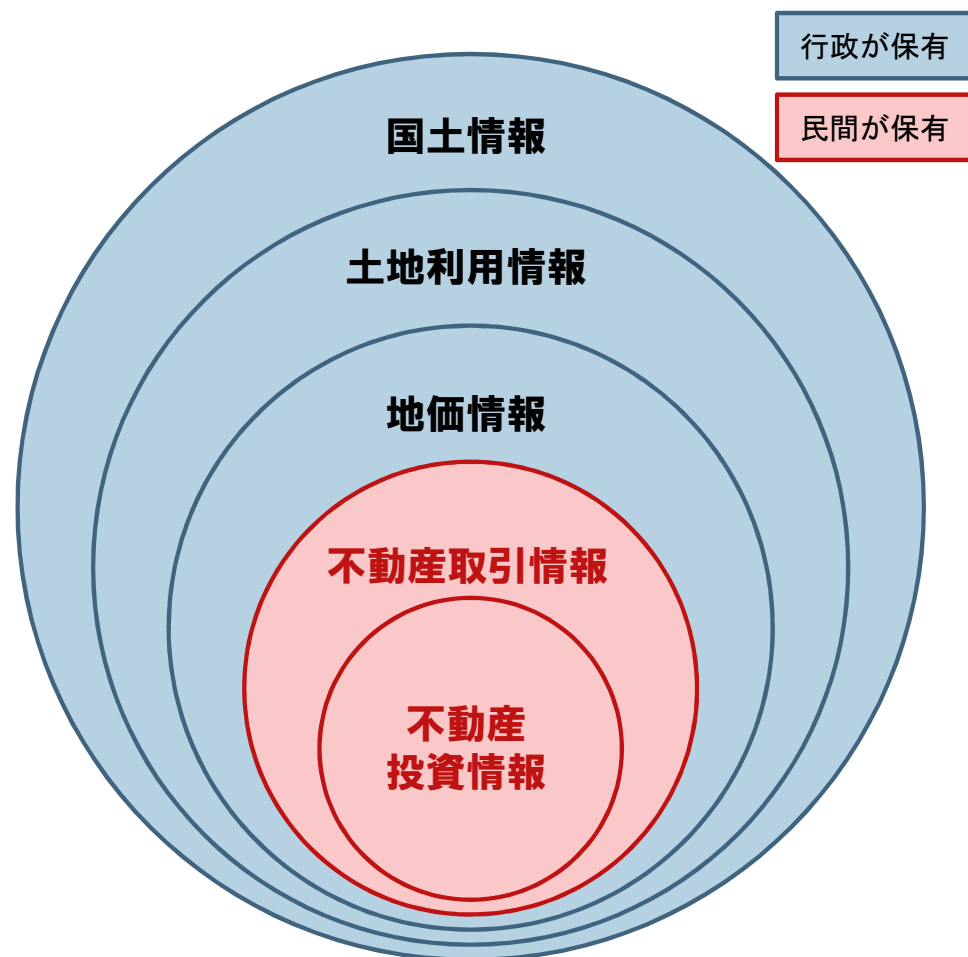 行政が保有
民間が保有
国土情報
土地利用情報
地価情報
不動産取引情報
不動産
投資情報